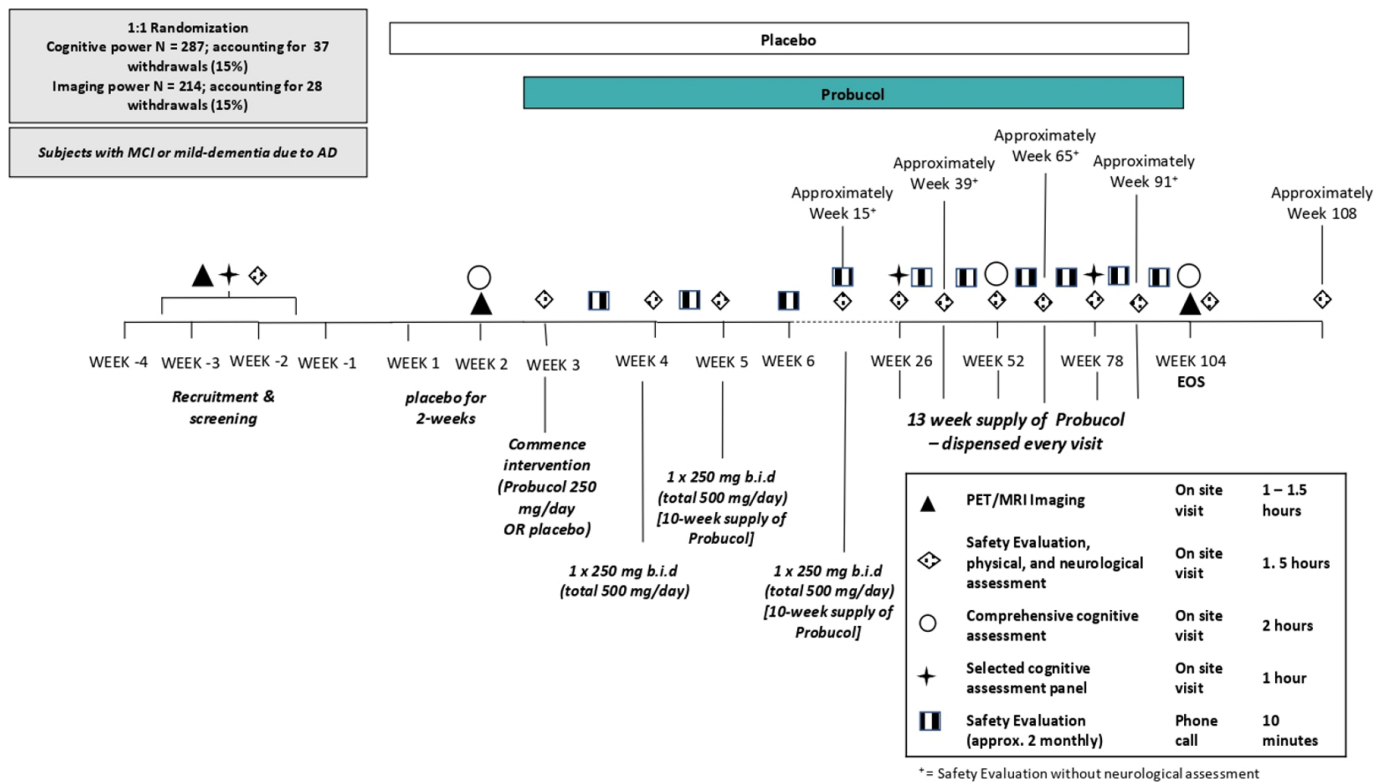 1:1 Randomization
Cognitive power N = 287; accounting for 37
withdrawals (15%)
Imaging power N = 214; accounting for 28
withdrawals (15%)
Subjects with MCI or mild-dementia due to AD
Placebo
Probucol
Approximately
Week 15+
Approximately
Week 39+
Approximately
Week 65+
Approximately
Week 91+
Approximately
Week 108
WEEK -4
WEEK -3
WEEK -2
WEEK -1
WEEK 1
WEEK 2
WEEK 3
WEEK 4
WEEK 5
WEEK 6
WEEK 26
WEEK 52
WEEK 78
WEEK 104
EOS
Recruitment &
screening
placebo for
2-weeks
Commence
intervention
(Probucol 250
mg/day
OR placebo)
1 x 250 mg b.i.d
(total 500 mg/day)
1 x 250 mg b.i.d
(total 500 mg/day)
[10-week supply of
Probucol]
1 x 250 mg b.i.d
(total 500 mg/day)
[10-week supply of
Probucol]
13 week supply of Probucol
– dispensed every visit
PET/MRI Imaging
On site
visit
1 – 1.5
hours
Safety Evaluation,
physical, and neurological
assessment
On site
visit
1. 5 hours
Comprehensive cognitive
assessment
On site
visit
2 hours
Selected cognitive
assessment panel
On site
visit
1 hour
Safety Evaluation
(approx. 2 monthly)
Phone
call
10
minutes
+= Safety Evaluation without neurological assessment